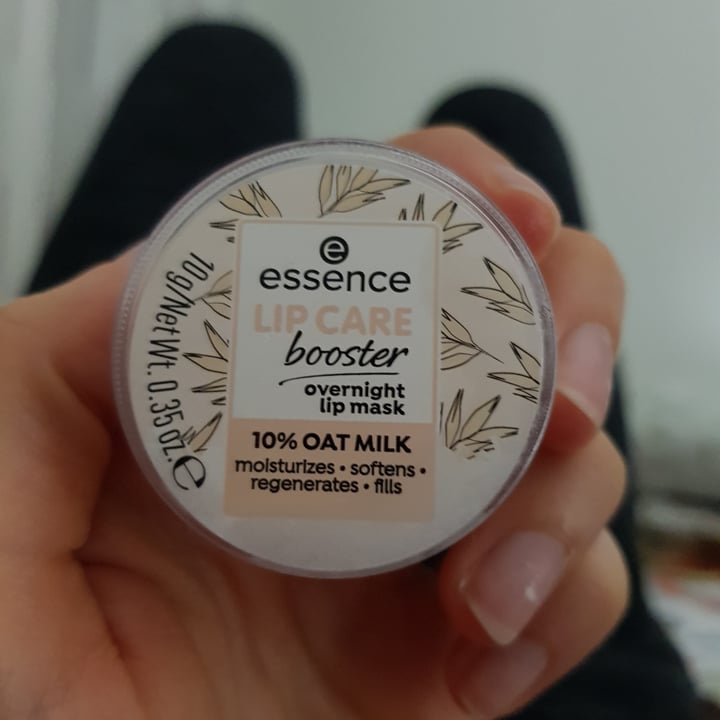 e
essence
LIP CARE
booster
overnight
lip mask
10% OAT MILK
moisturizes • softens •
regenerates • fills
10g/Net Wt. 0.35 oz. ℮